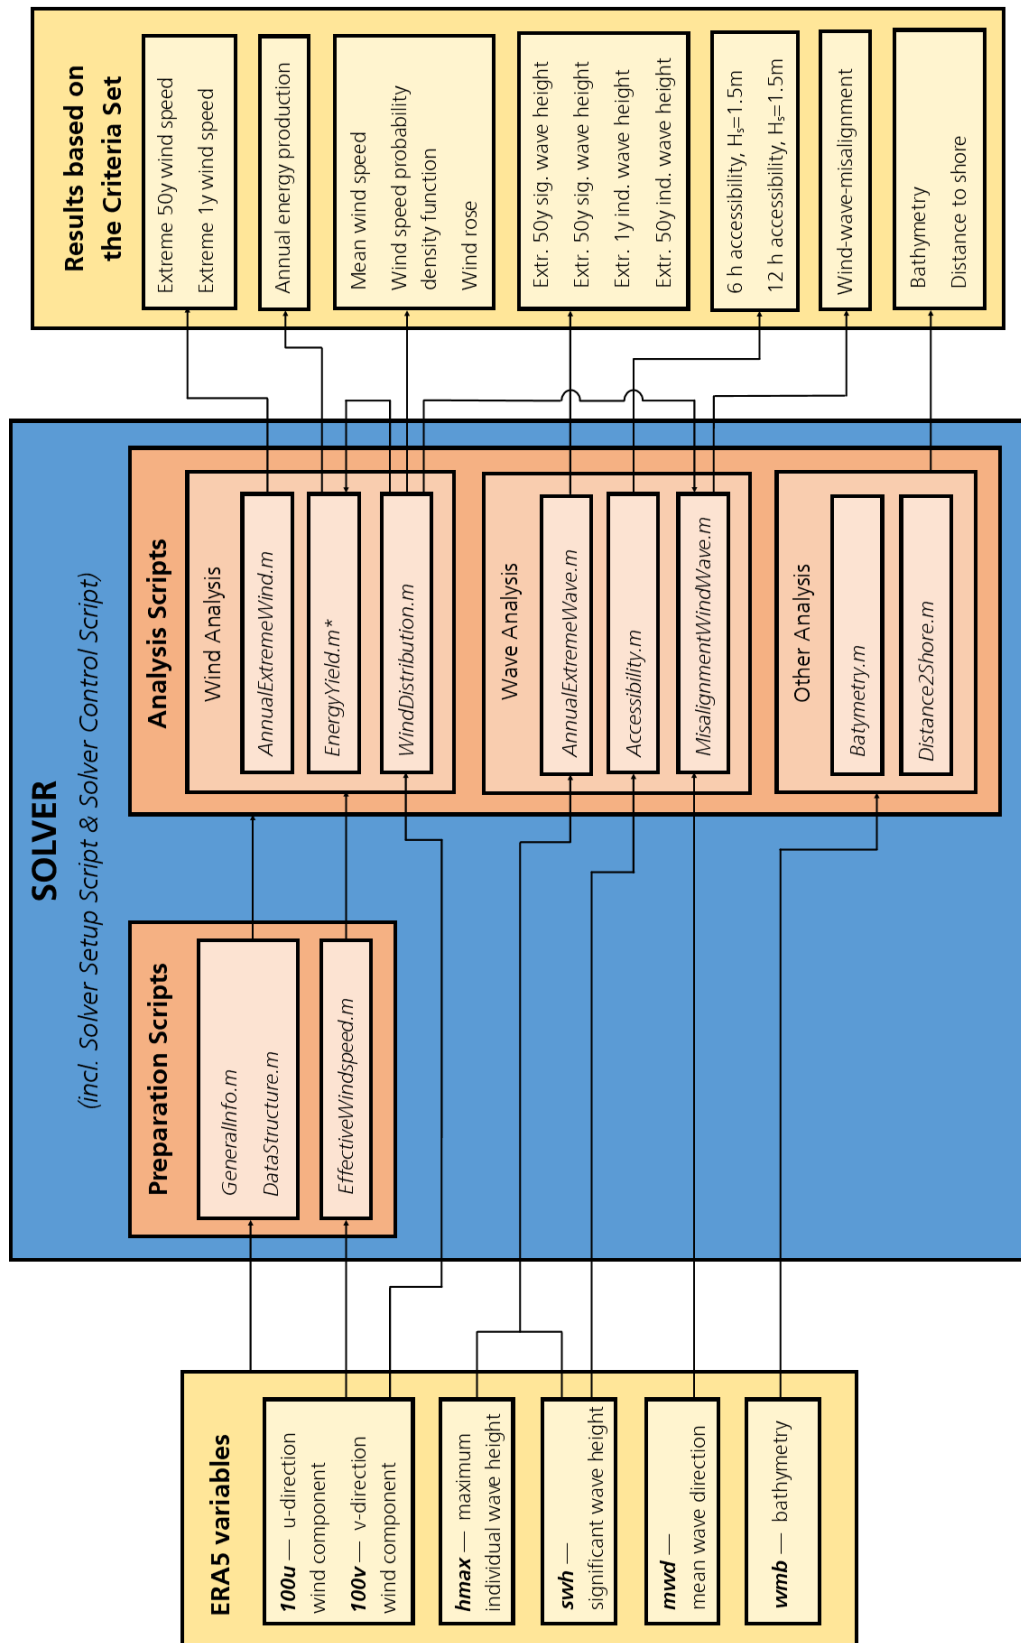 SOLVER
(incl. Solver Setup Script & Solver Control Script)
ERA5 variables
100u — u-direction
wind component
100v — v-direction
wind component
hmax — maximum
individual wave height
swh —
significant wave height
mwd —
mean wave direction
wmb — bathymetry
Preparation Scripts
GeneralInfo.m
DataStructure.m
EffectiveWindspeed.m
Analysis Scripts
Wind Analysis
AnnualExtremeWind.m
EnergyYield.m*
WindDistribution.m
Wave Analysis
AnnualExtremeWave.m
Accessibility.m
MisalignmentWindWave.m
Other Analysis
Batymetry.m
Distance2Shore.m
Results based on
the Criteria Set
Extreme 50y wind speed
Extreme 1y wind speed
Annual energy production
Mean wind speed
Wind speed probability
density function
Wind rose
Extr. 50y sig. wave height
Extr. 50y sig. wave height
Extr. 1y ind. wave height
Extr. 50y ind. wave height
6 h accessibility, Hₛ=1.5m
12 h accessibility, Hₛ=1.5m
Wind-wave-misalignment
Bathymetry
Distance to shore